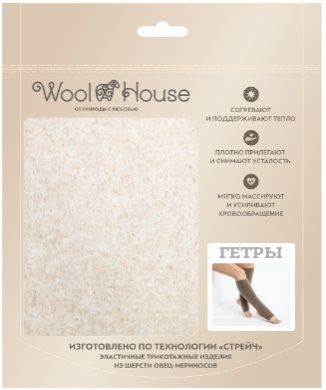 Wool House
ОТ ПРИРОДЫ С ЛЮБОВЬЮ
СОГРЕВАЮТ
И ПОДДЕРЖИВАЮТ ТЕПЛО
ПЛОТНО ПРИЛЕГАЮТ
И СНИМАЮТ УСТАЛОСТЬ
МЯГКО МАССИРУЮТ
И УСИЛИВАЮТ
КРОВООБРАЩЕНИЕ
ГЕТРЫ
ИЗГОТОВЛЕНО ПО ТЕХНОЛОГИИ «СТРЕЙЧ»
ЭЛАСТИЧНЫЕ ТРИКОТАЖНЫЕ ИЗДЕЛИЯ
ИЗ ШЕРСТИ ОВЕЦ-МЕРИНОСОВ